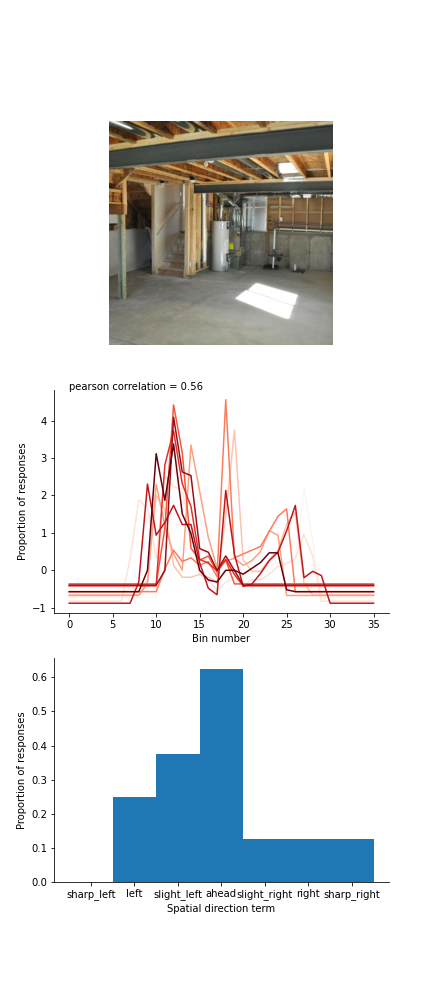 pearson correlation = 0.56
4
3
2
1
0
−1
Proportion of responses
0 5 10 15 20 25 30 35
Bin number
0.6
0.5
0.4
0.3
0.2
0.1
0.0
Proportion of responses
sharp_left left slight_left ahead slight_right right sharp_right
Spatial direction term